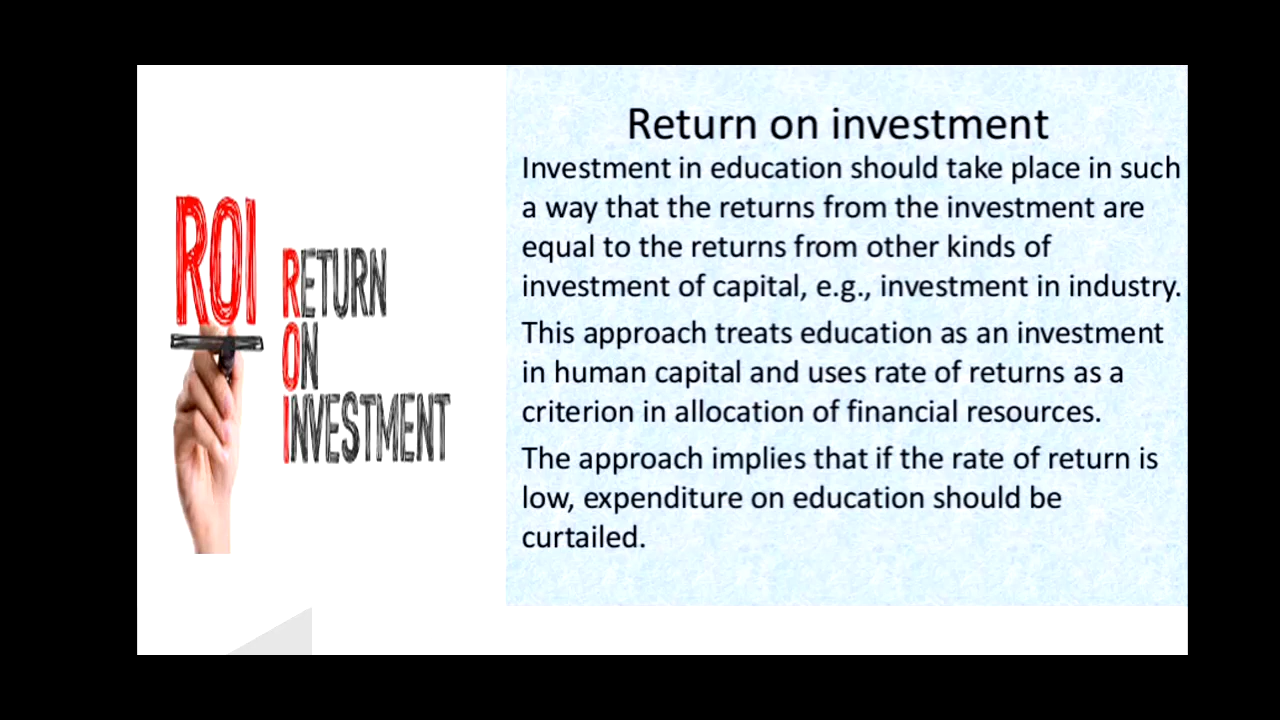 ROI
RETURN
ON
INVESTMENT
Return on investment
Investment in education should take place in such
a way that the returns from the investment are
equal to the returns from other kinds of
investment of capital, e.g., investment in industry.
This approach treats education as an investment
in human capital and uses rate of returns as a
criterion in allocation of financial resources.
The approach implies that if the rate of return is
low, expenditure on education should be
curtailed.